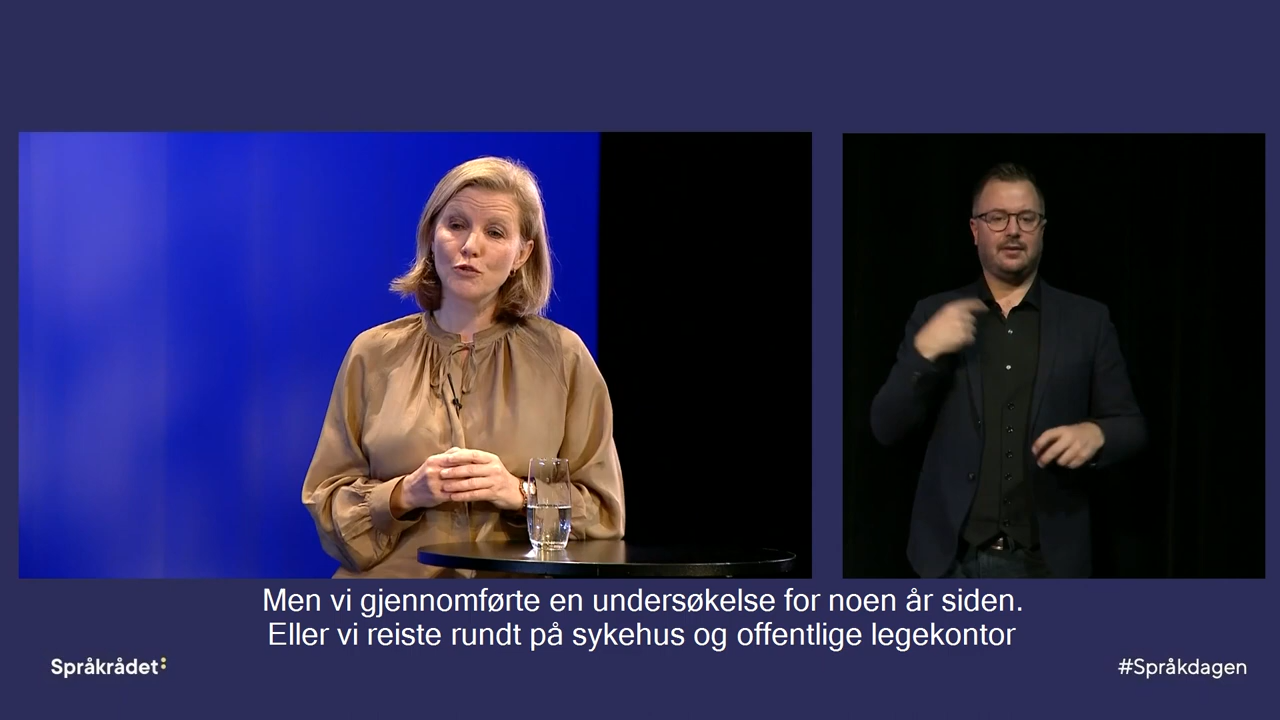 Men vi gjennomførte en undersøkelse for noen år siden.
Eller vi reiste rundt på sykehus og offentlige legekontor
Språkrådet:
#Språkdagen